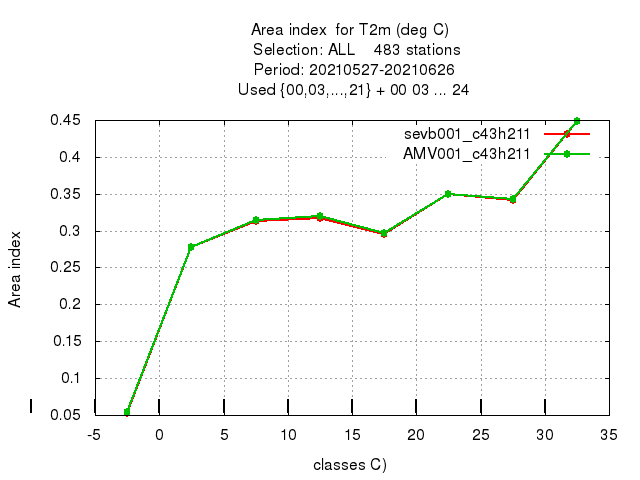 Area index  for T2m (deg C)
Selection: ALL    483 stations
Period: 20210527-20210626
Used {00,03,...,21} + 00 03 ... 24
0.45
sevb001_c43h211
AMV001_c43h211
0.4
0.35
0.3
0.25
0.2
0.15
0.1
0.05
Area index
-5 0 5 10 15 20 25 30 35
classes C)